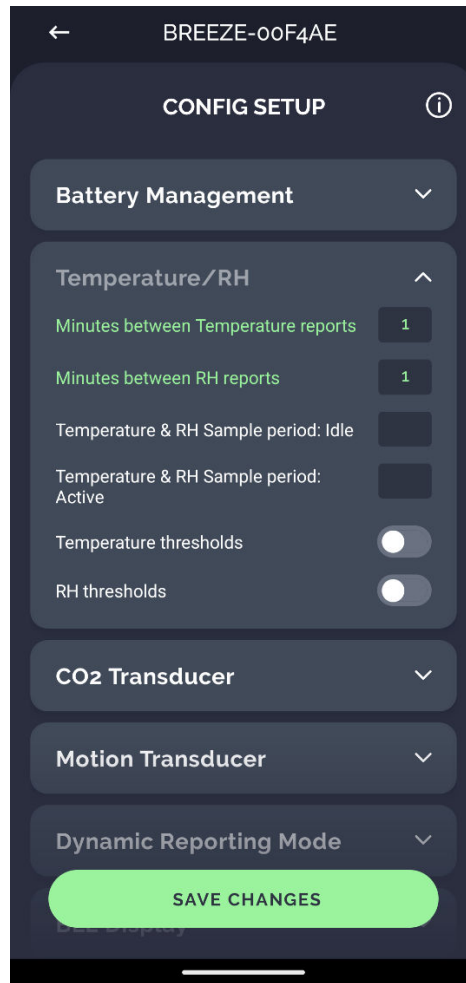 BREEZE-00F4AE
CONFIG SETUP
Battery Management
Temperature/RH
Minutes between Temperature reports 1
Minutes between RH reports 1
Temperature & RH Sample period: Idle
Temperature & RH Sample period:
Active
Temperature thresholds
RH thresholds
CO2 Transducer
Motion Transducer
Dynamic Reporting Mode
SAVE CHANGES
Display